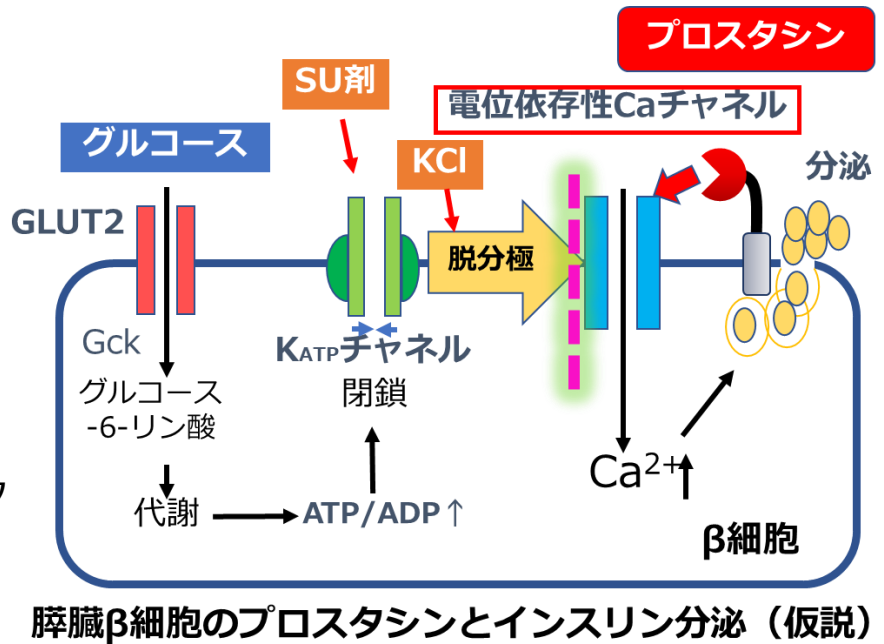 プロスタシン
SU剤
電位依存性Caチャネル
グルコース
KCl
分泌
GLUT2
脱分極
Gck
KATPチャネル
グルコース
-6-リン酸
閉鎖
Ca2+
代謝
ATP/ADP↑
β細胞
膵臓β細胞のプロスタシンとインスリン分泌（仮説）